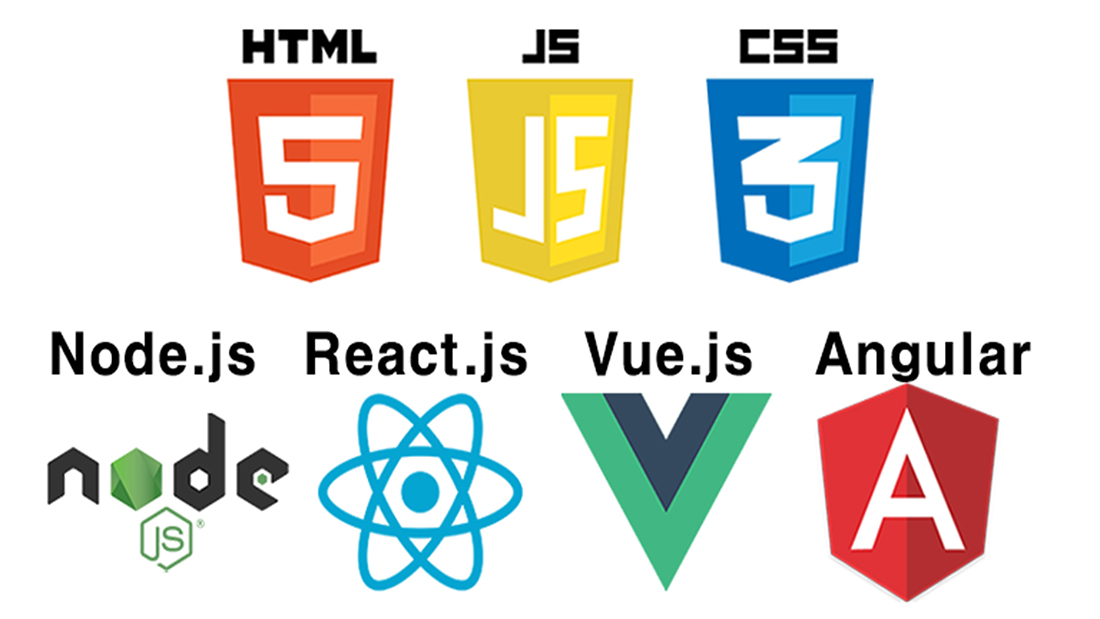 HTML JS CSS
5 JS 3
Node.js React.js Vue.js Angular
node
JS®
A